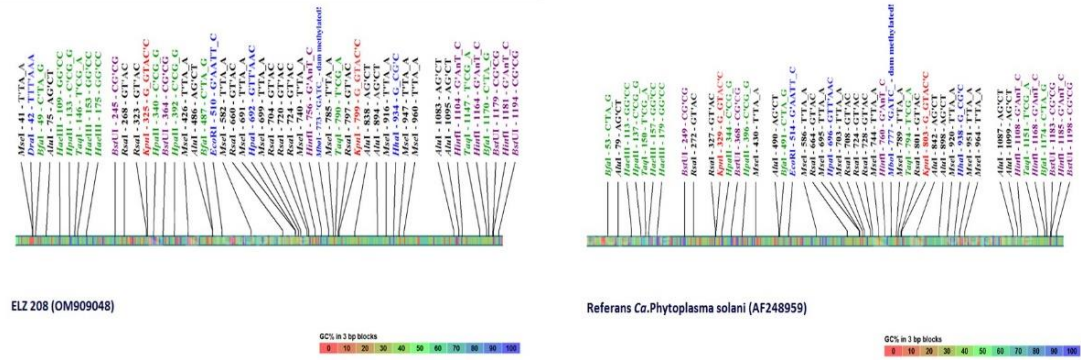 MseI - 41 - T'TA_A
DraI - 42 - TTT'AAA
BfaI - 49 - C'TA_G
AluI - 75 - AG'CT
HaeIII - 109 - GG'CC
HpaII - 133 - C'CG_G
TaqI - 146 - T'CG_A
HaeIII - 153 - GG'CC
HaeIII - 175 - GG'CC
BstUI - 245 - CG'CG
RsaI - 268 - GT'AC
RsaI - 323 - GT'AC
KpnI - 325 - G_GTAC'C
HpaII - 340 - C'CG_G
BstUI - 364 - CG'CG
HpaII - 392 - C'CG_G
MseI - 426 - T'TA_A
AluI - 486 - AG'CT
BfaI - 487 - C'TA_G
EcoRI - 510 - G'AATT_C
MseI - 582 - T'TA_A
RsaI - 660 - GT'AC
MseI - 691 - T'TA_A
HpaI - 692 - GTT'AAC
MseI - 699 - T'TA_A
RsaI - 704 - GT'AC
RsaI - 720 - GT'AC
RsaI - 724 - GT'AC
MseI - 740 - T'TA_A
HinfI - 756 - G'AnT_C
MboI - 773 - 'GATC_ - dam methylated!
MseI - 785 - T'TA_A
TaqI - 790 - T'CG_A
RsaI - 797 - GT'AC
KpnI - 799 - G_GTAC'C
AluI - 838 - AG'CT
AluI - 894 - AG'CT
MseI - 916 - T'TA_A
HhaI - 934 - G_CG'C
MseI - 947 - T'TA_A
MseI - 960 - T'TA_A
AluI - 1083 - AG'CT
AluI - 1095 - AG'CT
HinfI - 1104 - G'AnT_C
TaqI - 1147 - T'CG_A
HinfI - 1164 - G'AnT_C
BfaI - 1170 - C'TA_G
BstUI - 1179 - CG'CG
HinfI - 1181 - G'AnT_C
BstUI - 1194 - CG'CG
ELZ 208 (OM909048)
GC% in 3 bp blocks
0 10 20 30 40 50 60 70 80 90 100
BfaI - 53 - C'TA_G
AluI - 79 - AG'CT
HaeIII - 113 - GG'CC
HpaII - 137 - C'CG_G
TaqI - 150 - T'CG_A
HaeIII - 157 - GG'CC
HaeIII - 179 - GG'CC
BstUI - 249 - CG'CG
RsaI - 272 - GT'AC
RsaI - 327 - GT'AC
KpnI - 329 - G_GTAC'C
HpaII - 344 - C'CG_G
BstUI - 368 - CG'CG
HpaII - 396 - C'CG_G
MseI - 430 - T'TA_A
AluI - 490 - AG'CT
BfaI - 491 - C'TA_G
EcoRI - 514 - G'AATT_C
MseI - 586 - T'TA_A
RsaI - 664 - GT'AC
MseI - 695 - T'TA_A
HpaI - 696 - GTT'AAC
MseI - 703 - T'TA_A
RsaI - 708 - GT'AC
RsaI - 724 - GT'AC
RsaI - 728 - GT'AC
MseI - 744 - T'TA_A
HinfI - 760 - G'AnT_C
MboI - 777 - 'GATC_ - dam methylated!
MseI - 789 - T'TA_A
TaqI - 794 - T'CG_A
RsaI - 801 - GT'AC
KpnI - 803 - G_GTAC'C
AluI - 842 - AG'CT
AluI - 898 - AG'CT
MseI - 920 - T'TA_A
HhaI - 938 - G_CG'C
MseI - 951 - T'TA_A
MseI - 964 - T'TA_A
AluI - 1087 - AG'CT
AluI - 1099 - AG'CT
HinfI - 1108 - G'AnT_C
TaqI - 1151 - T'CG_A
HinfI - 1168 - G'AnT_C
BfaI - 1174 - C'TA_G
BstUI - 1183 - CG'CG
HinfI - 1185 - G'AnT_C
BstUI - 1198 - CG'CG
Referans Ca.Phytoplasma solani (AF248959)
GC% in 3 bp blocks
0 10 20 30 40 50 60 70 80 90 100